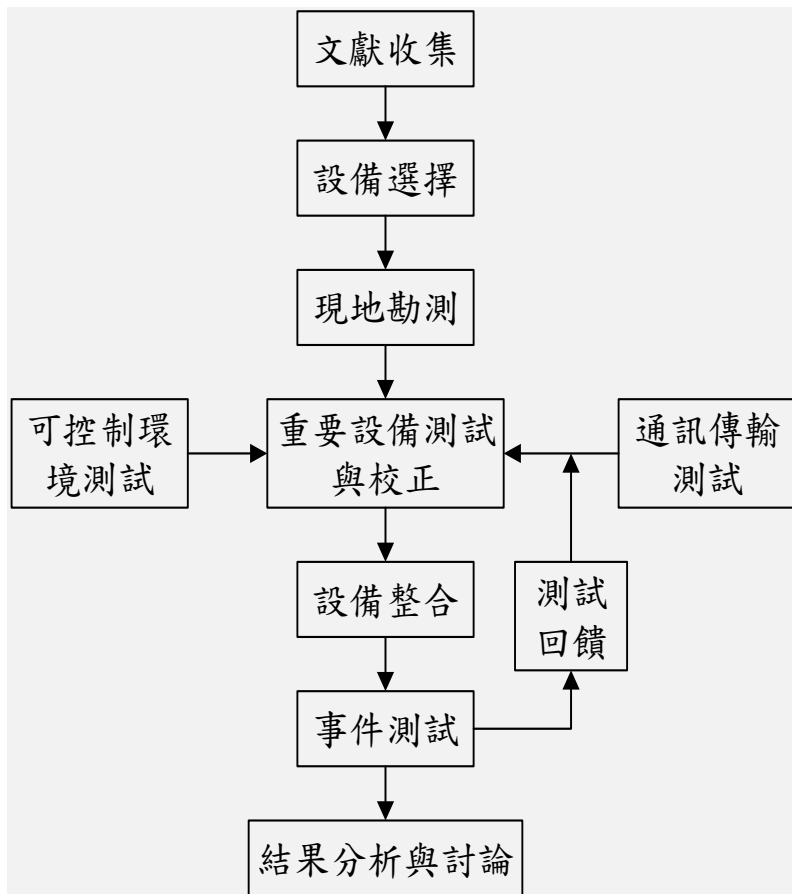 文獻收集
設備選擇
現地勘測
可控制環
境測試
重要設備測試
與校正
通訊傳輸
測試
設備整合
測試
回饋
事件測試
結果分析與討論